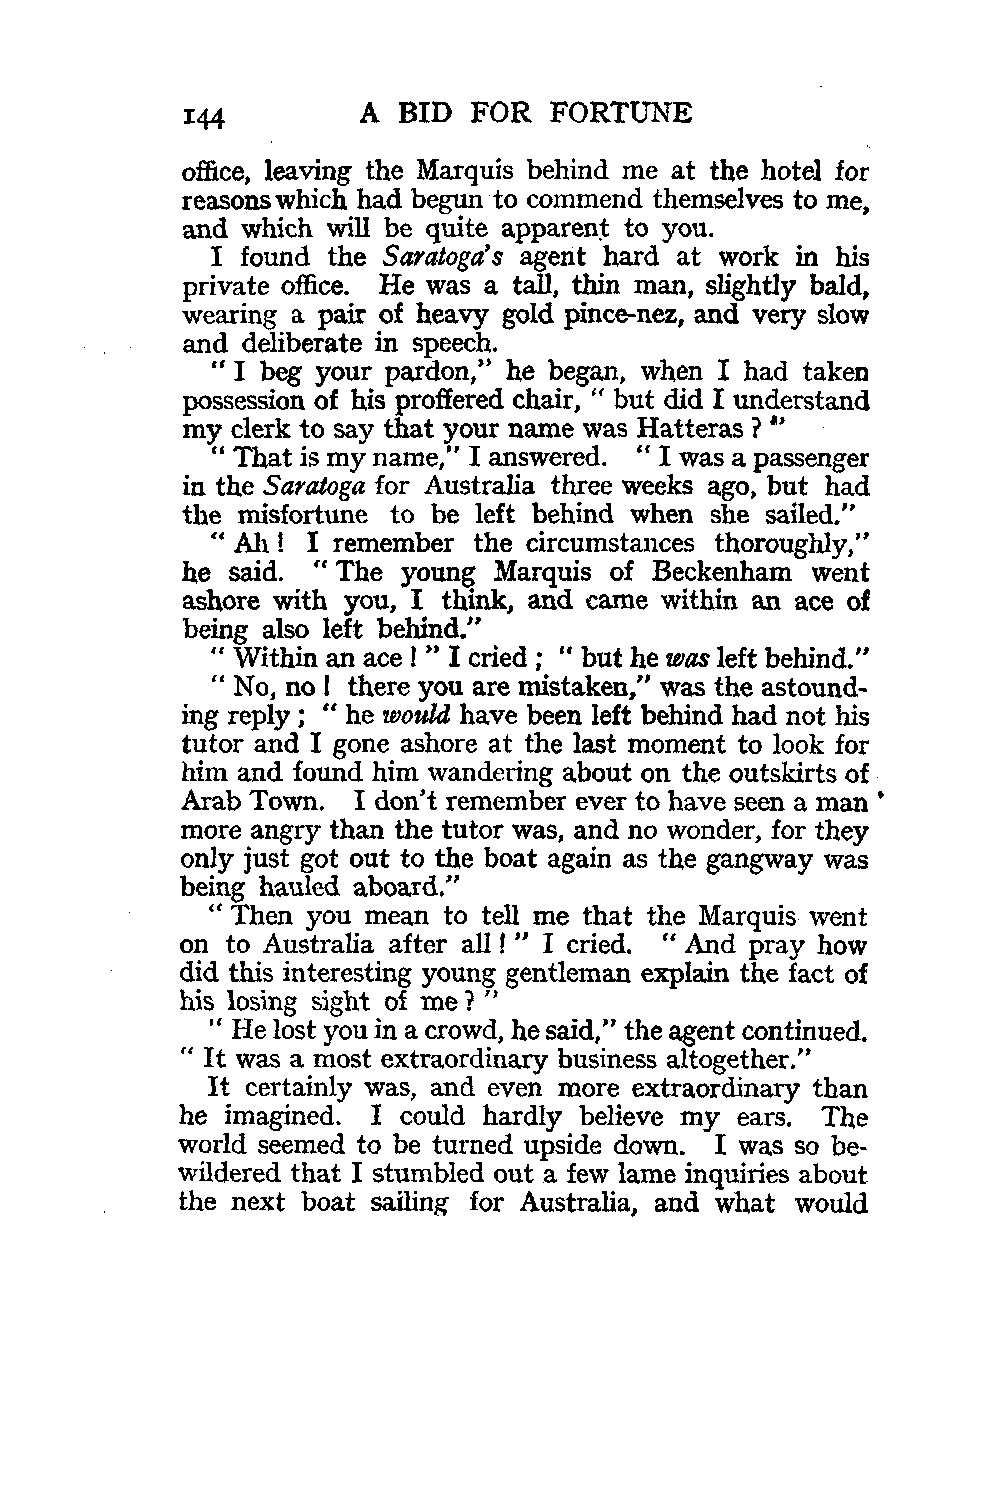 144 A BID FOR FORTUNE
office, leaving the Marquis behind me at the hotel for
reasons which had begun to commend themselves to me,
and which will be quite apparent to you.
I found the Saratoga's agent hard at work in his
private office. He was a tall, thin man, slightly bald,
wearing a pair of heavy gold pince-nez, and very slow
and deliberate in speech.
" I beg your pardon," he began, when I had taken
possession of his proffered chair, " but did I understand
my clerk to say that your name was Hatteras ? "
" That is my name," I answered. " I was a passenger
in the Saratoga for Australia three weeks ago, but had
the misfortune to be left behind when she sailed."
" Ah ! I remember the circumstances thoroughly,"
he said. " The young Marquis of Beckenham went
ashore with you, I think, and came within an ace of
being also left behind."
" Within an ace ! " I cried ; " but he was left behind."
" No, no ! there you are mistaken," was the astound-
ing reply ; " he would have been left behind had not his
tutor and I gone ashore at the last moment to look for
him and found him wandering about on the outskirts of
Arab Town. I don't remember ever to have seen a man
more angry than the tutor was, and no wonder, for they
only just got out to the boat again as the gangway was
being hauled aboard."
" Then you mean to tell me that the Marquis went
on to Australia after all ! " I cried. " And pray how
did this interesting young gentleman explain the fact of
his losing sight of me ? "
" He lost you in a crowd, he said," the agent continued.
" It was a most extraordinary business altogether."
It certainly was, and even more extraordinary than
he imagined. I could hardly believe my ears. The
world seemed to be turned upside down. I was so be-
wildered that I stumbled out a few lame inquiries about
the next boat sailing for Australia, and what would